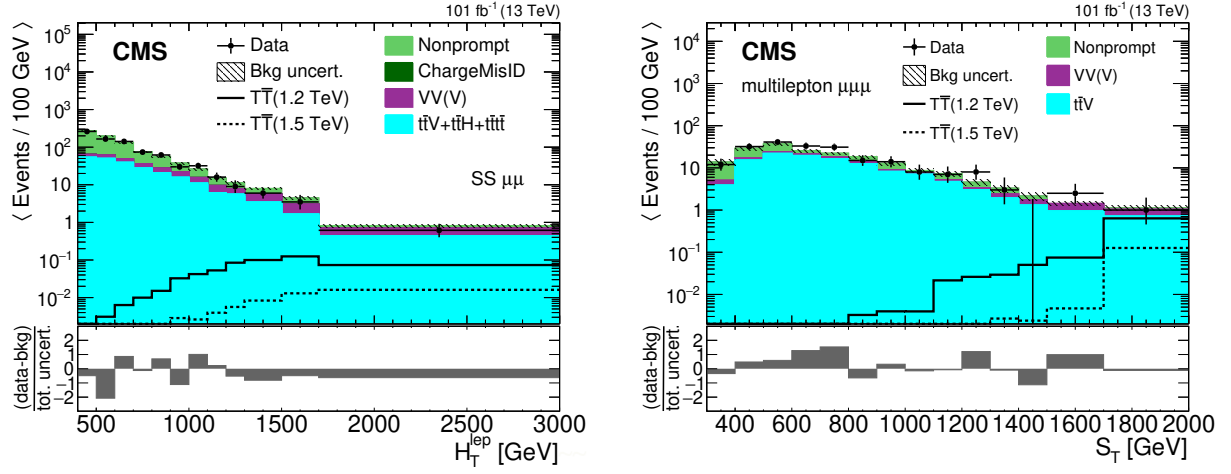 101 fb⁻¹ (13 TeV)
CMS
Data
Bkg uncert.
TT̅(1.2 TeV)
TT̅(1.5 TeV)
Nonprompt
ChargeMisID
VV(V)
tt̅V+tt̅H+tt̅tt̅
SS μμ
⟨ Events / 100 GeV ⟩
10⁵
10⁴
10³
10²
10
1
10⁻¹
10⁻²
(data-bkg)
tot. uncert.
2
1
0
−1
−2
500 1000 1500 2000 2500 3000
H_T^lep [GeV]
101 fb⁻¹ (13 TeV)
CMS
multilepton μμμ
Data
Bkg uncert.
TT̅(1.2 TeV)
TT̅(1.5 TeV)
Nonprompt
VV(V)
tt̅V
⟨ Events / 100 GeV ⟩
10⁴
10³
10²
10
1
10⁻¹
10⁻²
(data-bkg)
tot. uncert.
2
1
0
−1
−2
400 600 800 1000 1200 1400 1600 1800 2000
S_T [GeV]